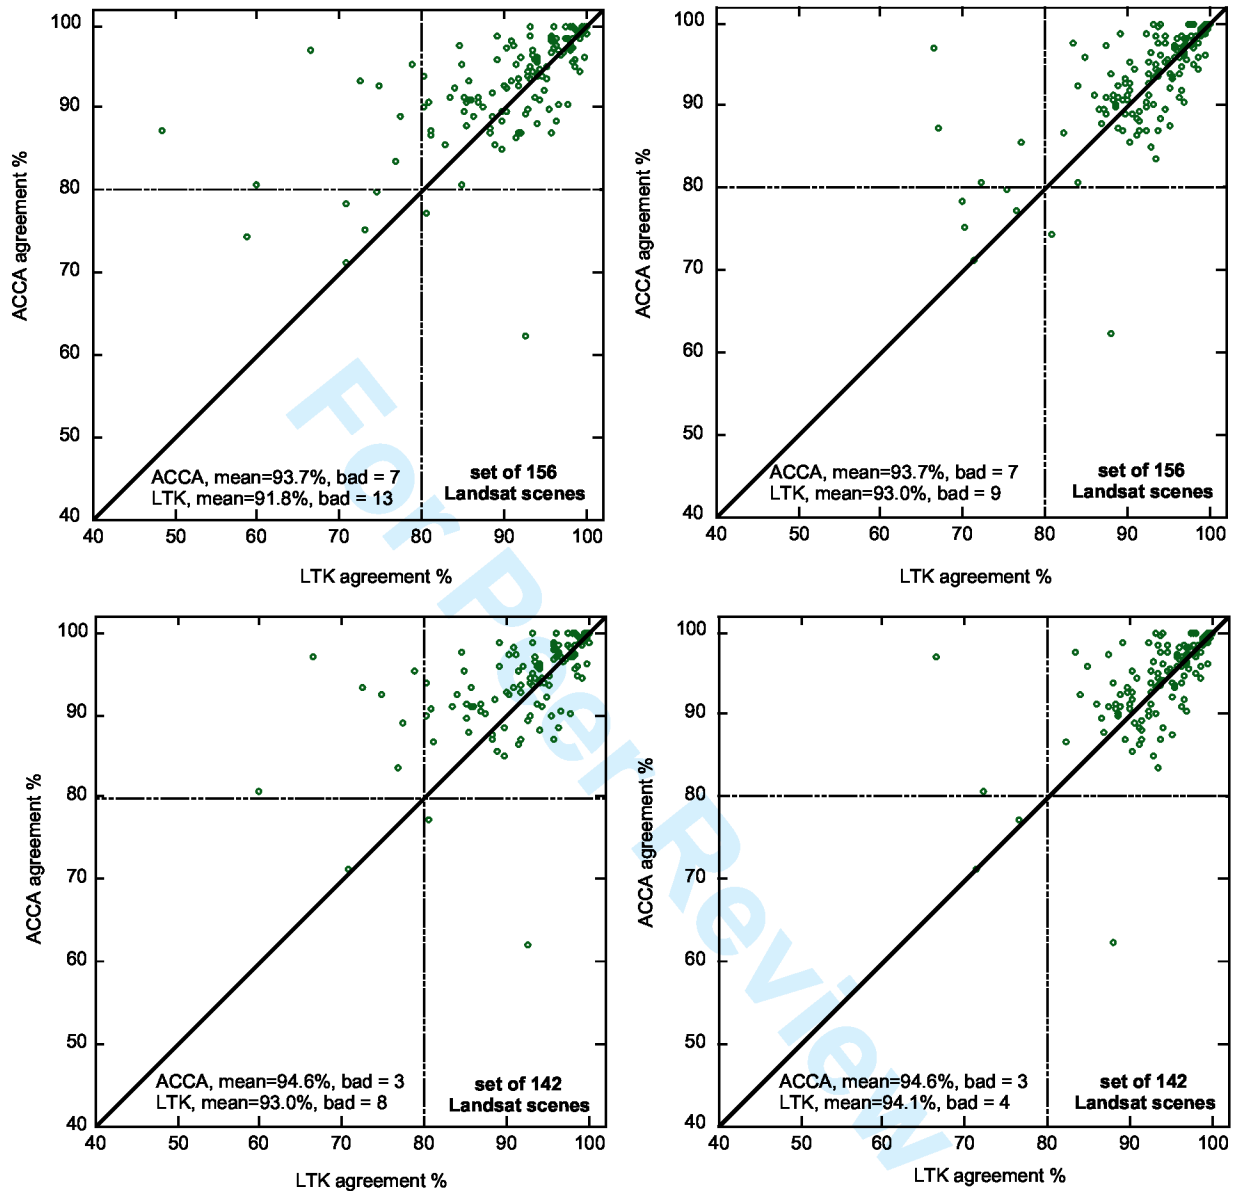 100
90
80
70
60
50
40
ACCA agreement %
ACCA, mean=93.7%, bad = 7
LTK, mean=91.8%, bad = 13
set of 156
Landsat scenes
40 50 60 70 80 90 100
LTK agreement %
100
90
80
70
60
50
40
ACCA agreement %
ACCA, mean=93.7%, bad = 7
LTK, mean=93.0%, bad = 9
set of 156
Landsat scenes
40 50 60 70 80 90 100
LTK agreement %
100
90
80
70
60
50
40
ACCA agreement %
ACCA, mean=94.6%, bad = 3
LTK, mean=93.0%, bad = 8
set of 142
Landsat scenes
40 50 60 70 80 90 100
LTK agreement %
100
90
80
70
60
50
40
ACCA agreement %
ACCA, mean=94.6%, bad = 3
LTK, mean=94.1%, bad = 4
set of 142
Landsat scenes
40 50 60 70 80 90 100
LTK agreement %
For Peer Review